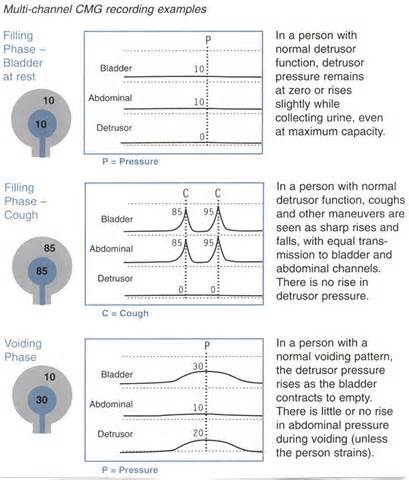 Multi-channel CMG recording examples
Filling
Phase –
Bladder
at rest
10
10
P
Bladder
10
Abdominal
10
Detrusor
0
P = Pressure
In a person with
normal detrusor
function, detrusor
pressure remains
at zero or rises
slightly while
collecting urine, even
at maximum capacity.
Filling
Phase –
Cough
85
85
C C
Bladder
85 95
Abdominal
85 95
Detrusor
0 0
C = Cough
In a person with normal
detrusor function, coughs
and other maneuvers are
seen as sharp rises and
falls, with equal trans-
mission to bladder and
abdominal channels.
There is no rise in
detrusor pressure.
Voiding
Phase
10
30
P
Bladder
30
Abdominal
10
Detrusor
20
P = Pressure
In a person with a
normal voiding pattern,
the detrusor pressure
rises as the bladder
contracts to empty.
There is little or no rise
in abdominal pressure
during voiding (unless
the person strains).